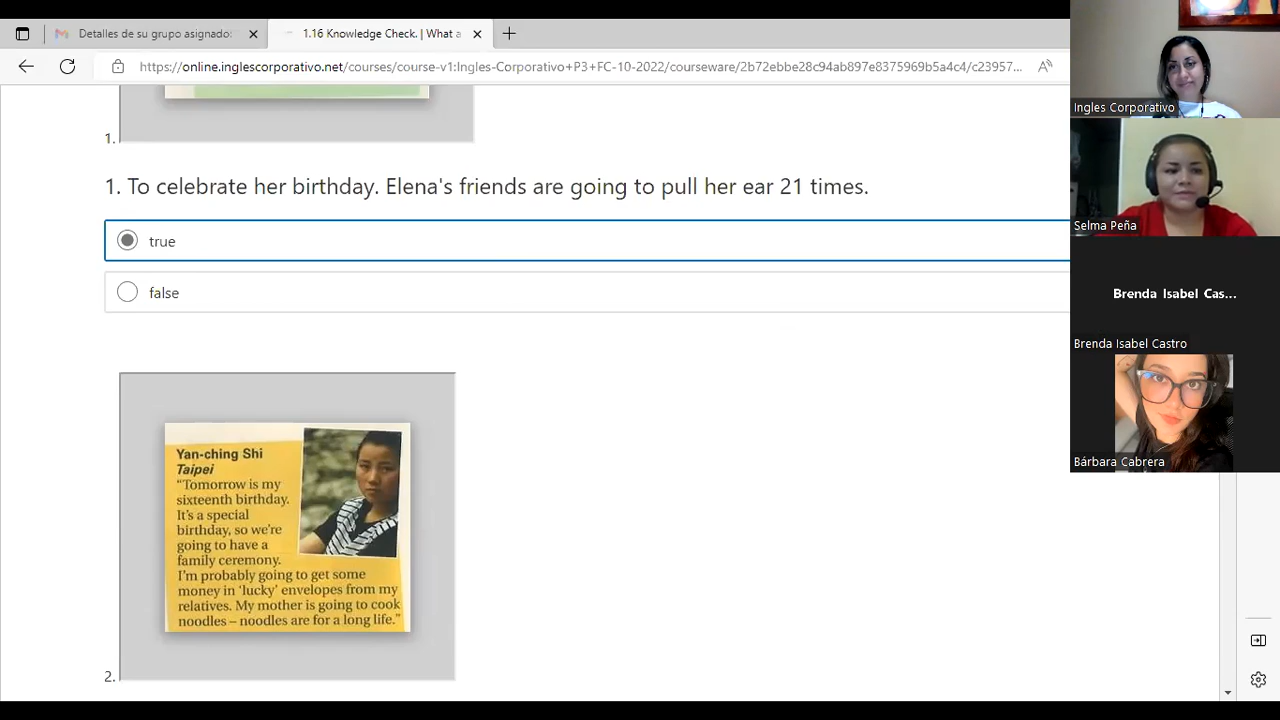 Detalles de su grupo asignado:
1.16 Knowledge Check. | What a
https://online.inglescorporativo.net/courses/course-v1:Ingles-Corporativo+P3+FC-10-2022/courseware/2b72ebbe28c94ab897e8375969b5a4c4/c23957...
1.
1. To celebrate her birthday. Elena's friends are going to pull her ear 21 times.
true
false
Yan-ching Shi
Taipei
"Tomorrow is my
sixteenth birthday.
It's a special
birthday, so we're
going to have a
family ceremony.
I'm probably going to get some
money in 'lucky' envelopes from my
relatives. My mother is going to cook
noodles – noodles are for a long life."
2.
Ingles Corporativo
Selma Peña
Brenda Isabel Cas...
Brenda Isabel Castro
Bárbara Cabrera